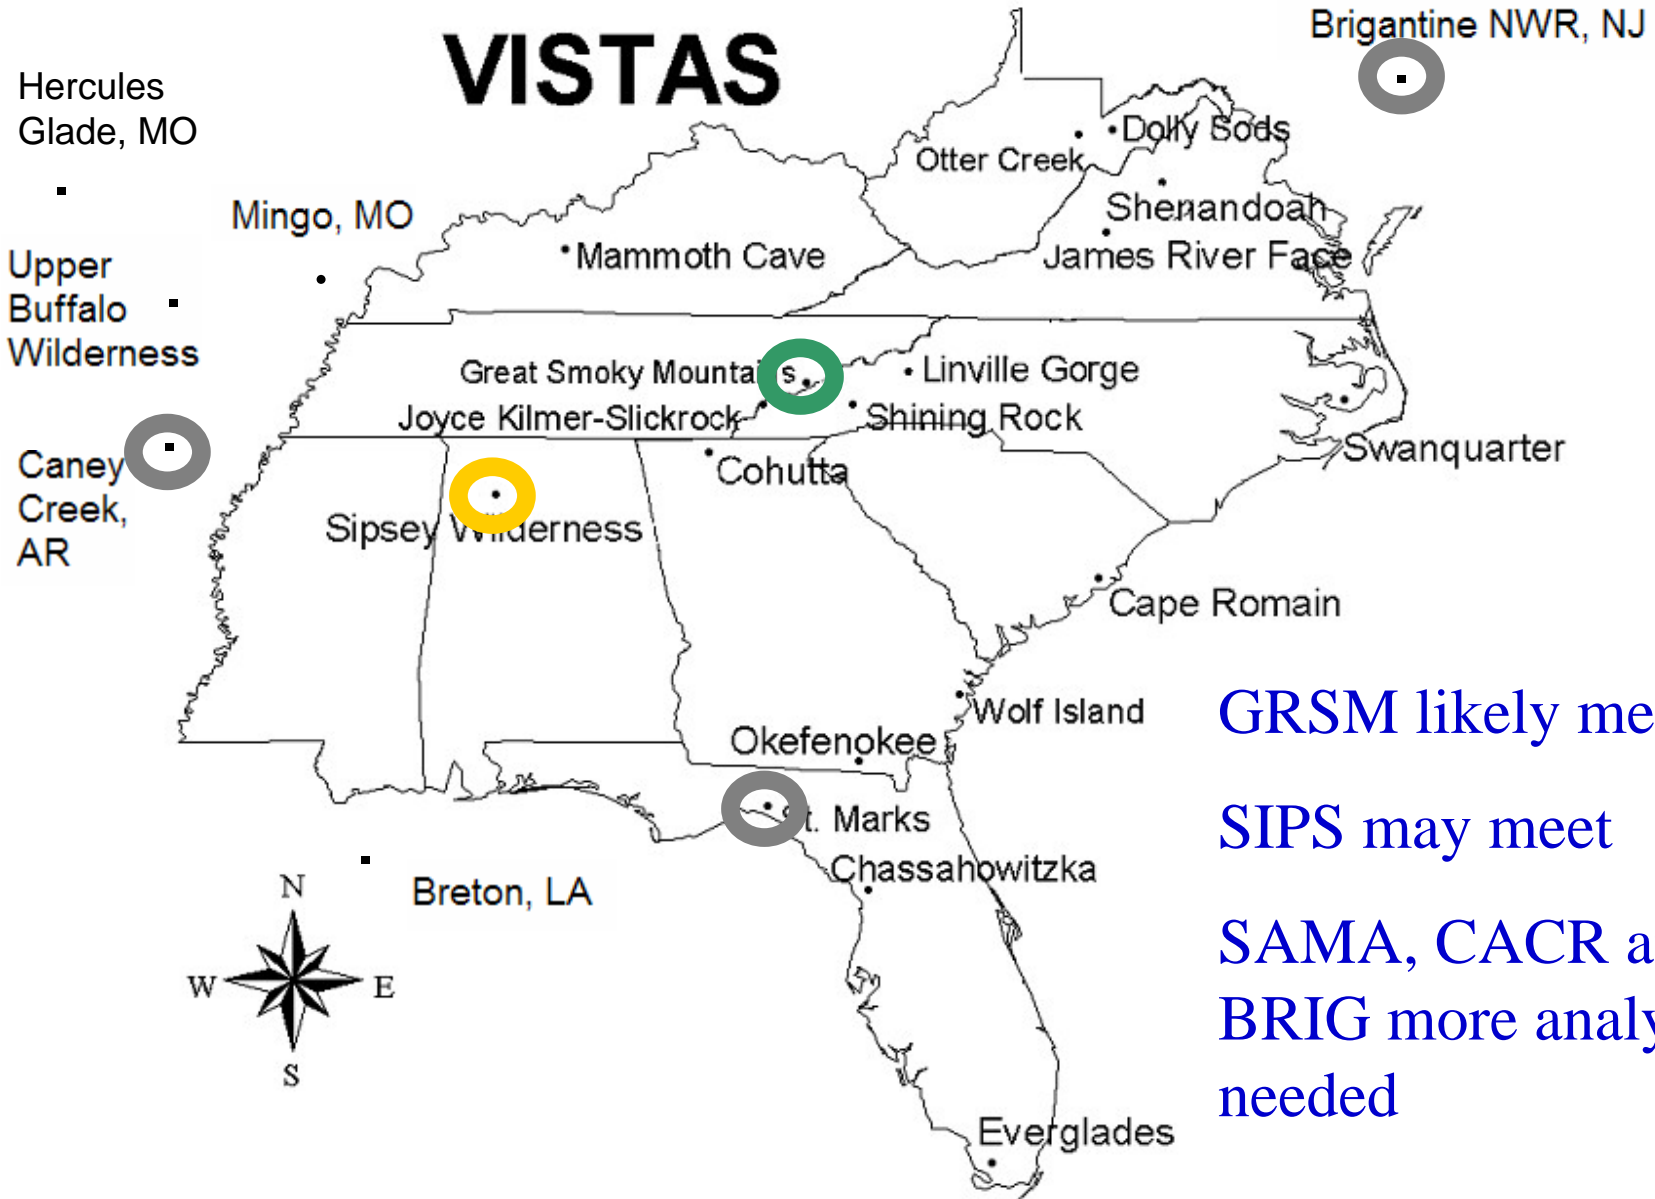 VISTAS
Brigantine NWR, NJ
Hercules
Glade, MO
Dolly Sods
Otter Creek
Mingo, MO
Shenandoah
Upper
Buffalo
Wilderness
Mammoth Cave
James River Face
Great Smoky Mountains
Linville Gorge
Joyce Kilmer-Slickrock
Shining Rock
Swanquarter
Caney
Creek,
AR
Cohutta
Sipsey Wilderness
Cape Romain
Wolf Island
GRSM likely me
Okefenokee
St. Marks
SIPS may meet
Chassahowitzka
Breton, LA
N
W E
S
SAMA, CACR a
BRIG more analy
needed
Everglades